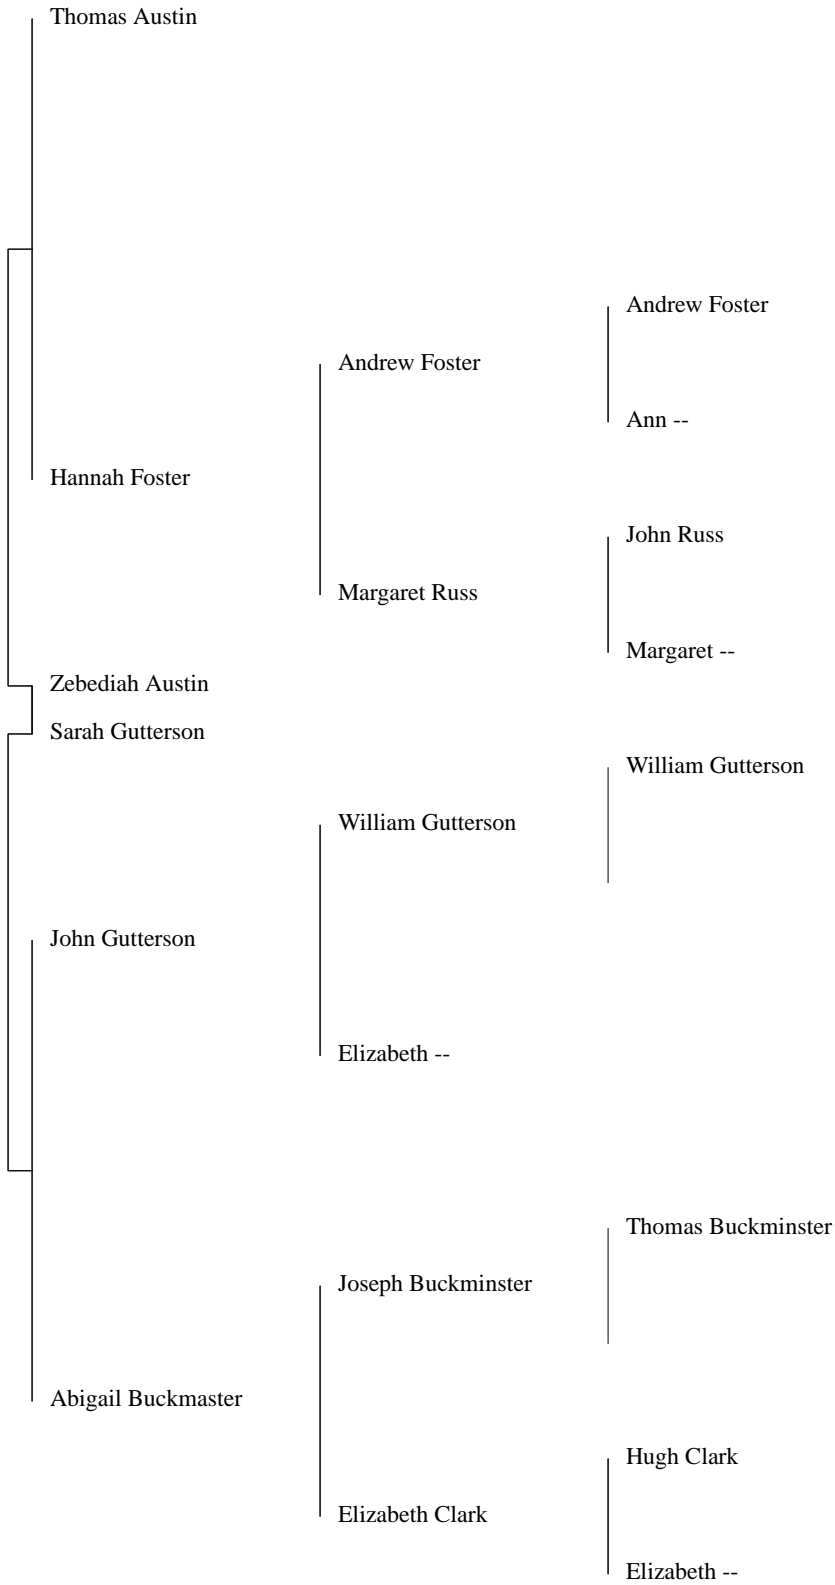 Thomas Austin
Andrew Foster
Andrew Foster
Ann --
Hannah Foster
John Russ
Margaret Russ
Margaret --
Zebediah Austin
Sarah Gutterson
William Gutterson
William Gutterson
John Gutterson
Elizabeth --
Thomas Buckminster
Joseph Buckminster
Abigail Buckmaster
Hugh Clark
Elizabeth Clark
Elizabeth --